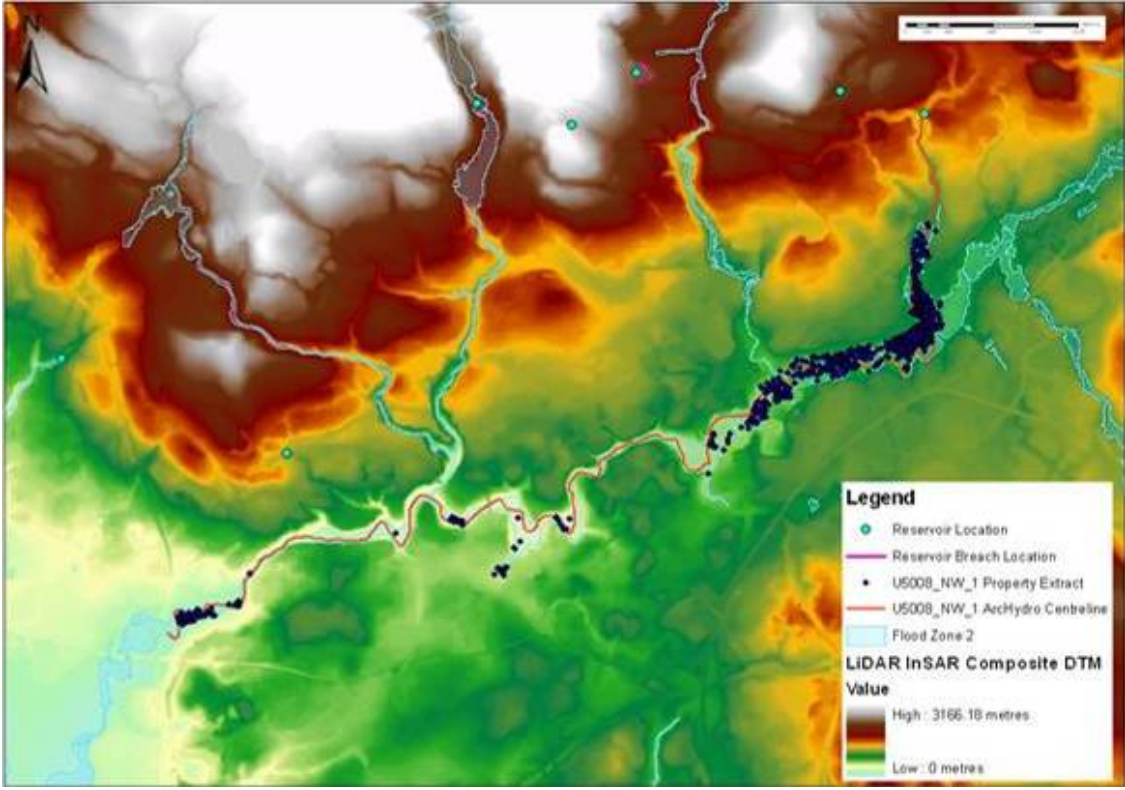 N
Legend
Reservoir Location
Reservoir Breach Location
U5008_NW_1 Property Extract
U5008_NW_1 ArcHydro Centreline
Flood Zone 2
LiDAR InSAR Composite DTM
Value
High : 3166.18 metres
Low : 0 metres